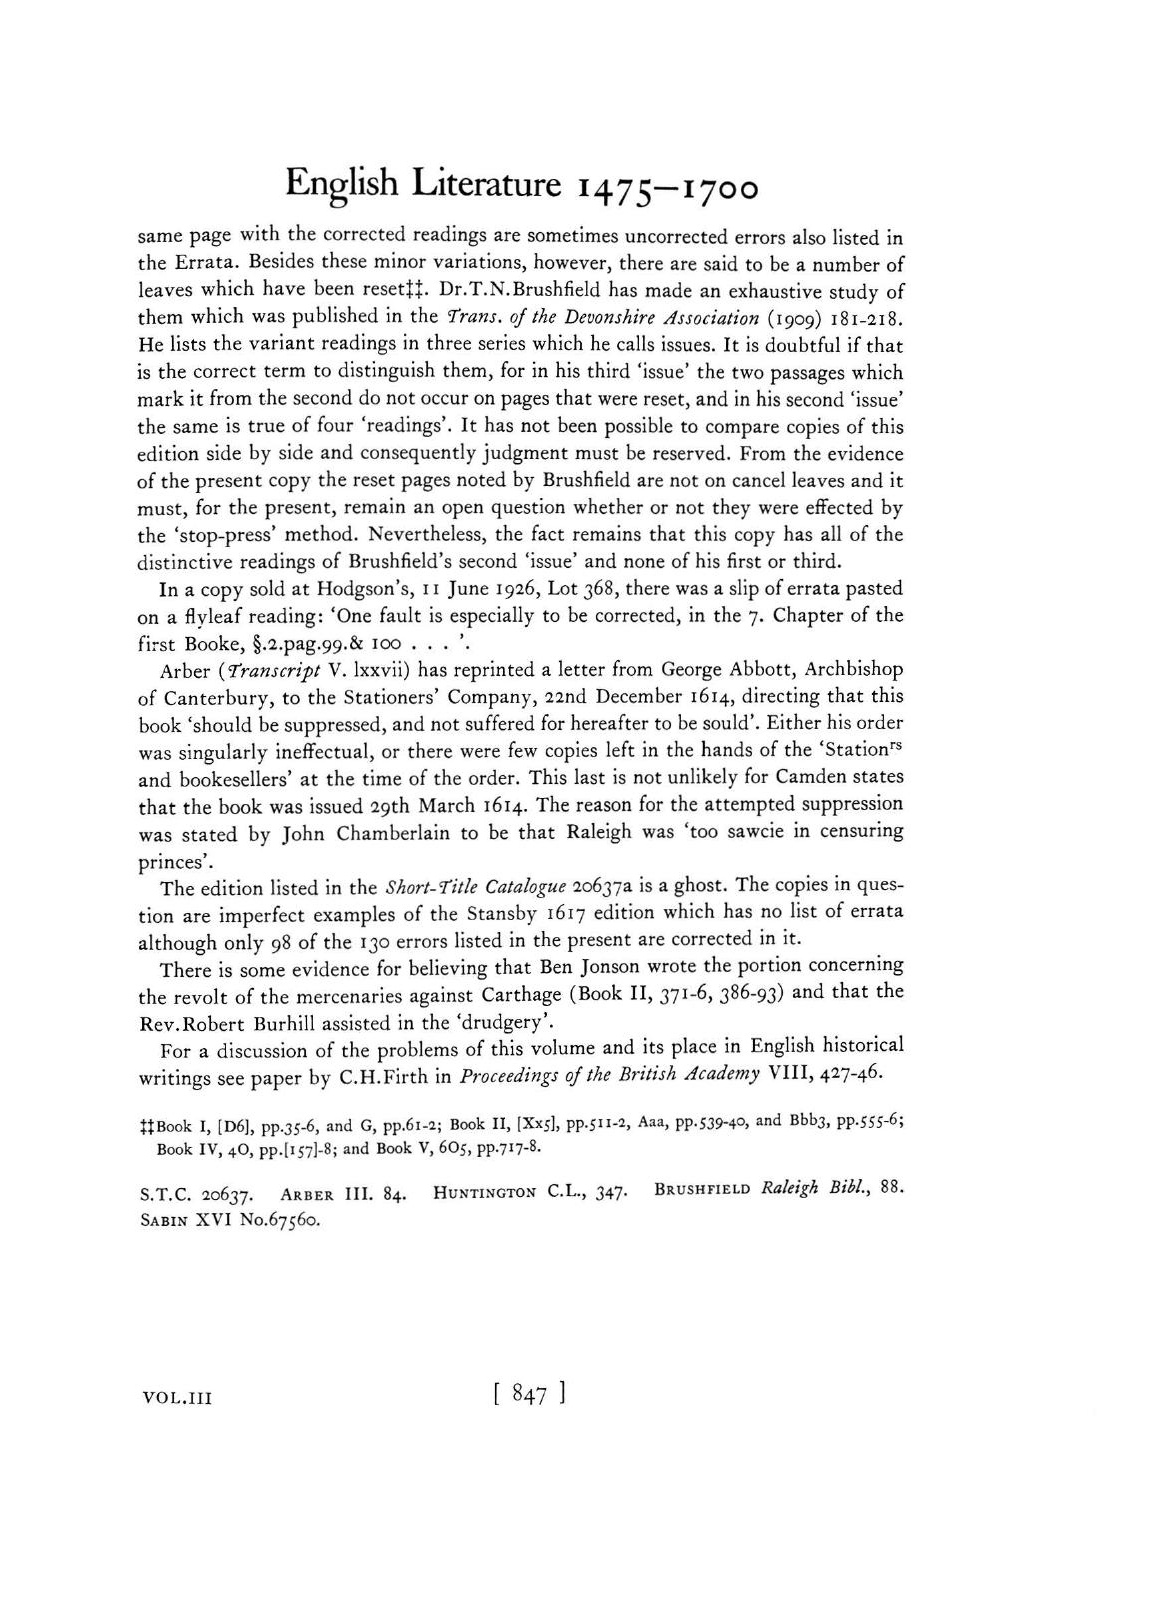 English Literature 1475–1700
same page with the corrected readings are sometimes uncorrected errors also listed in
the Errata. Besides these minor variations, however, there are said to be a number of
leaves which have been reset‡‡. Dr.T.N.Brushfield has made an exhaustive study of
them which was published in the Trans. of the Devonshire Association (1909) 181-218.
He lists the variant readings in three series which he calls issues. It is doubtful if that
is the correct term to distinguish them, for in his third ‘issue’ the two passages which
mark it from the second do not occur on pages that were reset, and in his second ‘issue’
the same is true of four ‘readings’. It has not been possible to compare copies of this
edition side by side and consequently judgment must be reserved. From the evidence
of the present copy the reset pages noted by Brushfield are not on cancel leaves and it
must, for the present, remain an open question whether or not they were effected by
the ‘stop-press’ method. Nevertheless, the fact remains that this copy has all of the
distinctive readings of Brushfield’s second ‘issue’ and none of his first or third.
In a copy sold at Hodgson’s, 11 June 1926, Lot 368, there was a slip of errata pasted
on a flyleaf reading: ‘One fault is especially to be corrected, in the 7. Chapter of the
first Booke, §.2.pag.99.& 100 . . . ’.
Arber (Transcript V. lxxvii) has reprinted a letter from George Abbott, Archbishop
of Canterbury, to the Stationers’ Company, 22nd December 1614, directing that this
book ‘should be suppressed, and not suffered for hereafter to be sould’. Either his order
was singularly ineffectual, or there were few copies left in the hands of the ‘Stationʳˢ
and bookesellers’ at the time of the order. This last is not unlikely for Camden states
that the book was issued 29th March 1614. The reason for the attempted suppression
was stated by John Chamberlain to be that Raleigh was ‘too sawcie in censuring
princes’.
The edition listed in the Short-Title Catalogue 20637a is a ghost. The copies in ques-
tion are imperfect examples of the Stansby 1617 edition which has no list of errata
although only 98 of the 130 errors listed in the present are corrected in it.
There is some evidence for believing that Ben Jonson wrote the portion concerning
the revolt of the mercenaries against Carthage (Book II, 371-6, 386-93) and that the
Rev.Robert Burhill assisted in the ‘drudgery’.
For a discussion of the problems of this volume and its place in English historical
writings see paper by C.H.Firth in Proceedings of the British Academy VIII, 427-46.
‡‡Book I, [D6], pp.35-6, and G, pp.61-2; Book II, [Xx5], pp.511-2, Aaa, pp.539-40, and Bbb3, pp.555-6;
Book IV, 4O, pp.[157]-8; and Book V, 6O5, pp.717-8.
S.T.C. 20637. ARBER III. 84. HUNTINGTON C.L., 347. BRUSHFIELD Raleigh Bibl., 88.
SABIN XVI No.67560.
VOL.III [ 847 ]